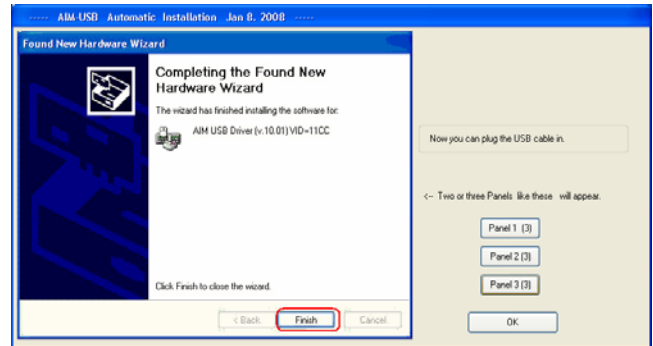 ----- AIM-USB Automatic Installation Jan 8, 2008 -----
Found New Hardware Wizard
Completing the Found New
Hardware Wizard
The wizard has finished installing the software for:
AIM USB Driver (v.10.01) VID=11CC
Click Finish to close the wizard.
< Back Finish Cancel
Now you can plug the USB cable in.
<-- Two or three Panels like these will appear.
Panel 1 (3)
Panel 2 (3)
Panel 3 (3)
OK